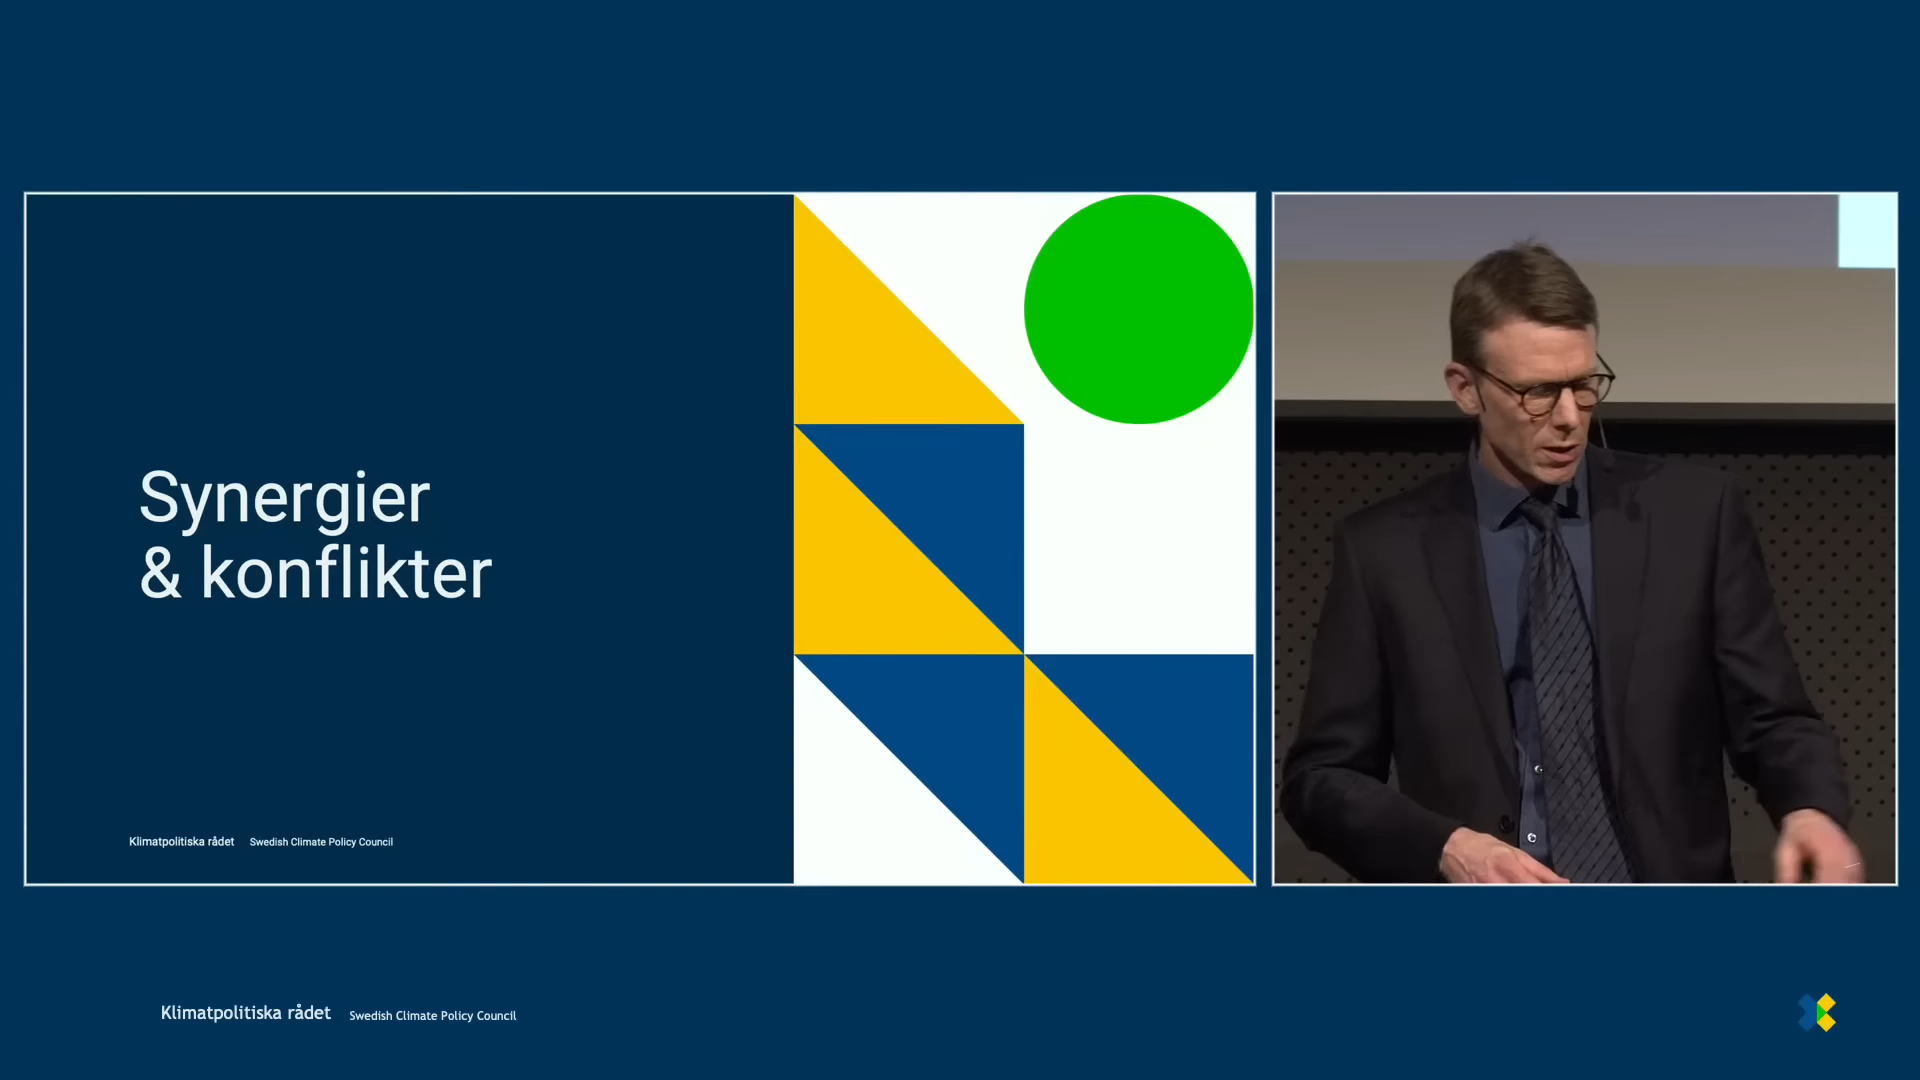 Synergier
& konflikter
Klimatpolitiska rådet Swedish Climate Policy Council
Klimatpolitiska rådet Swedish Climate Policy Council